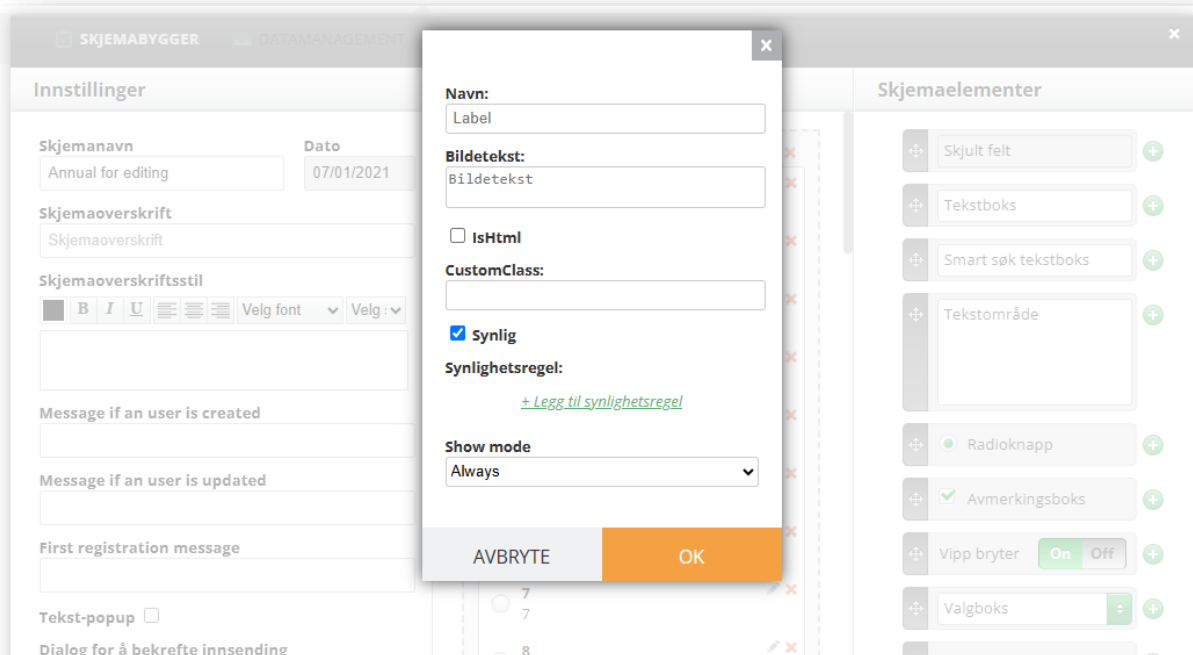 SKJEMABYGGER
DATAMANAGEMENT
x
x
Innstillinger
Skjemaelementer
Skjemanavn
Dato
Annual for editing
07/01/2021
Skjemaoverskrift
Skjemaoverskrift
Skjemaoverskriftsstil
B I U Velg font Velg
Message if an user is created
Message if an user is updated
First registration message
Tekst-popup
Dialog for å bekrefte innsending
Navn:
Label
Bildetekst:
Bildetekst
IsHtml
CustomClass:
Synlig
Synlighetsregel:
+ Legg til synlighetsregel
Show mode
Always
AVBRYTE
OK
7
7
8
Skjult felt
Tekstboks
Smart søk tekstboks
Tekstområde
Radioknapp
Avmerkingsboks
Vipp bryter On Off
Valgboks